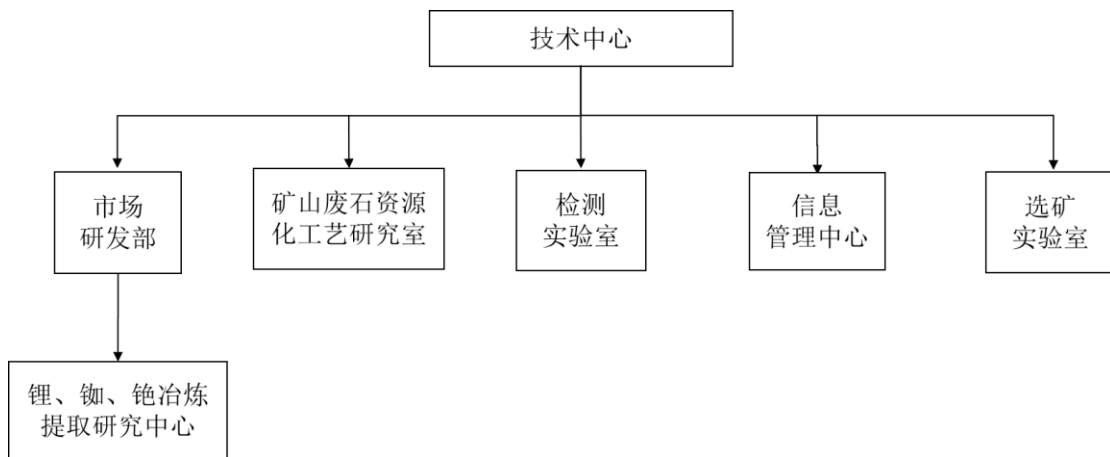 技术中心
市场
研发部
矿山废石资源
化工艺研究室
检测
实验室
信息
管理中心
选矿
实验室
锂、铷、铯冶炼
提取研究中心